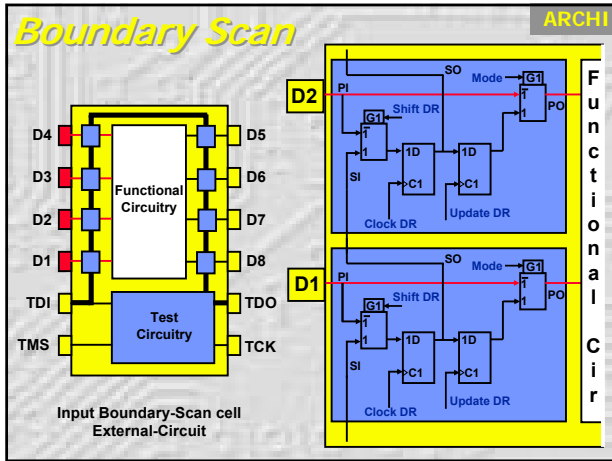 Boundary Scan
ARCHI
D4
D3
D2
D1
TDI
TMS
Functional
Circuitry
Test
Circuitry
D5
D6
D7
D8
TDO
TCK
Input Boundary-Scan cell
External-Circuit
D2
PI
SO
Mode
G1
G1
Shift DR
1
1
1
1
PO
SI
1D
C1
1D
C1
Clock DR
Update DR
D1
PI
SO
Mode
G1
G1
Shift DR
1
1
1
1
PO
SI
1D
C1
1D
C1
Clock DR
Update DR
Functional Cir